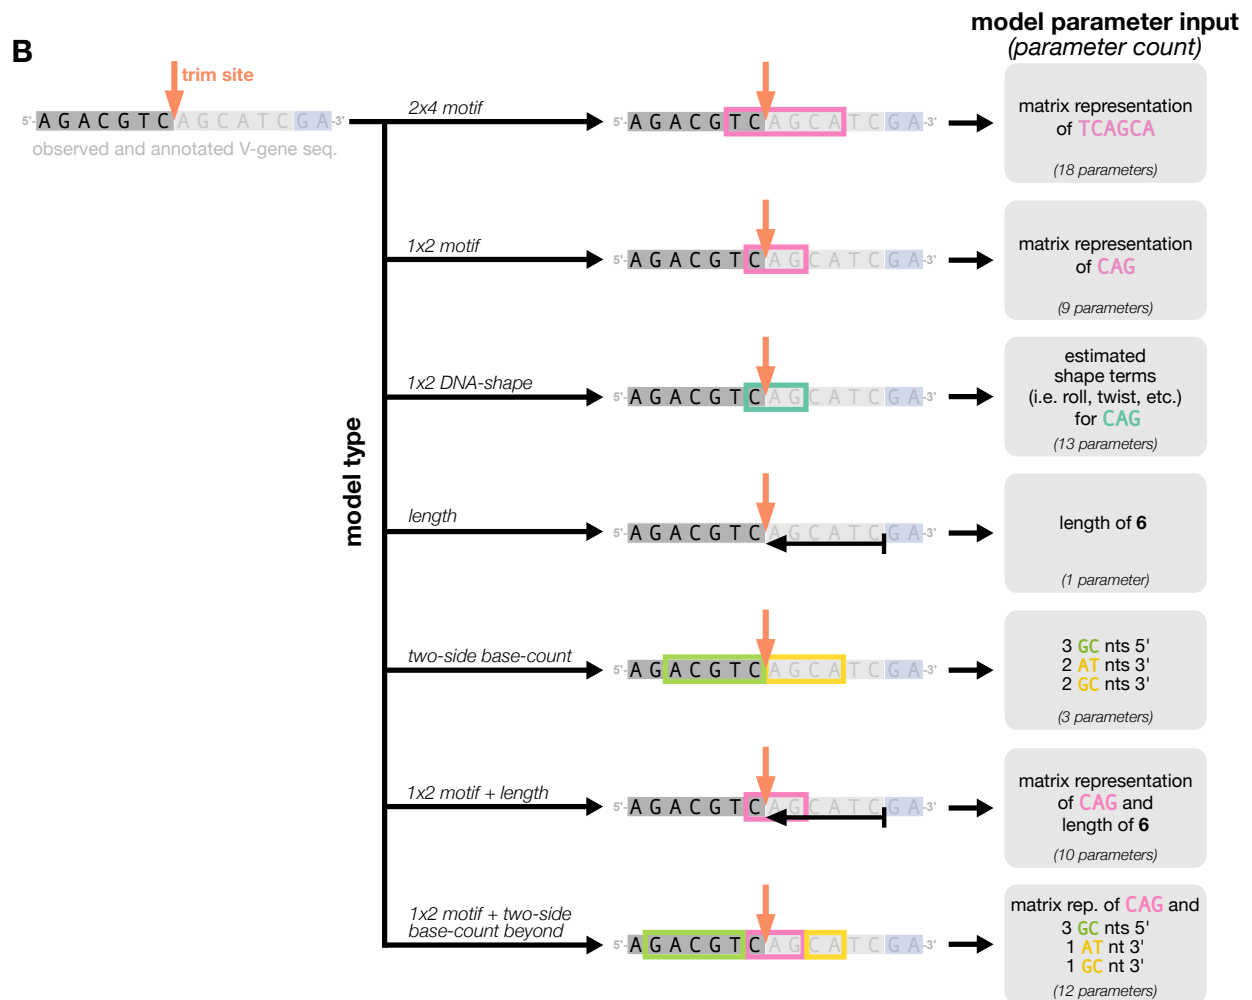 B
model parameter input
(parameter count)
trim site
5'-AGACGTCAGCATCGA-3'
observed and annotated V-gene seq.
model type
2x4 motif
5'-AGACGTCAGCATCGA-3'
matrix representation
of TCAGCA
(18 parameters)
1x2 motif
5'-AGACGTCAGCATCGA-3'
matrix representation
of CAG
(9 parameters)
1x2 DNA-shape
5'-AGACGTCAGCATCGA-3'
estimated
shape terms
(i.e. roll, twist, etc.)
for CAG
(13 parameters)
length
5'-AGACGTCAGCATCGA-3'
length of 6
(1 parameter)
two-side base-count
5'-AGACGTCAGCATCGA-3'
3 GC nts 5'
2 AT nts 3'
2 GC nts 3'
(3 parameters)
1x2 motif + length
5'-AGACGTCAGCATCGA-3'
matrix representation
of CAG and
length of 6
(10 parameters)
1x2 motif + two-side
base-count beyond
5'-AGACGTCAGCATCGA-3'
matrix rep. of CAG and
3 GC nts 5'
1 AT nt 3'
1 GC nt 3'
(12 parameters)